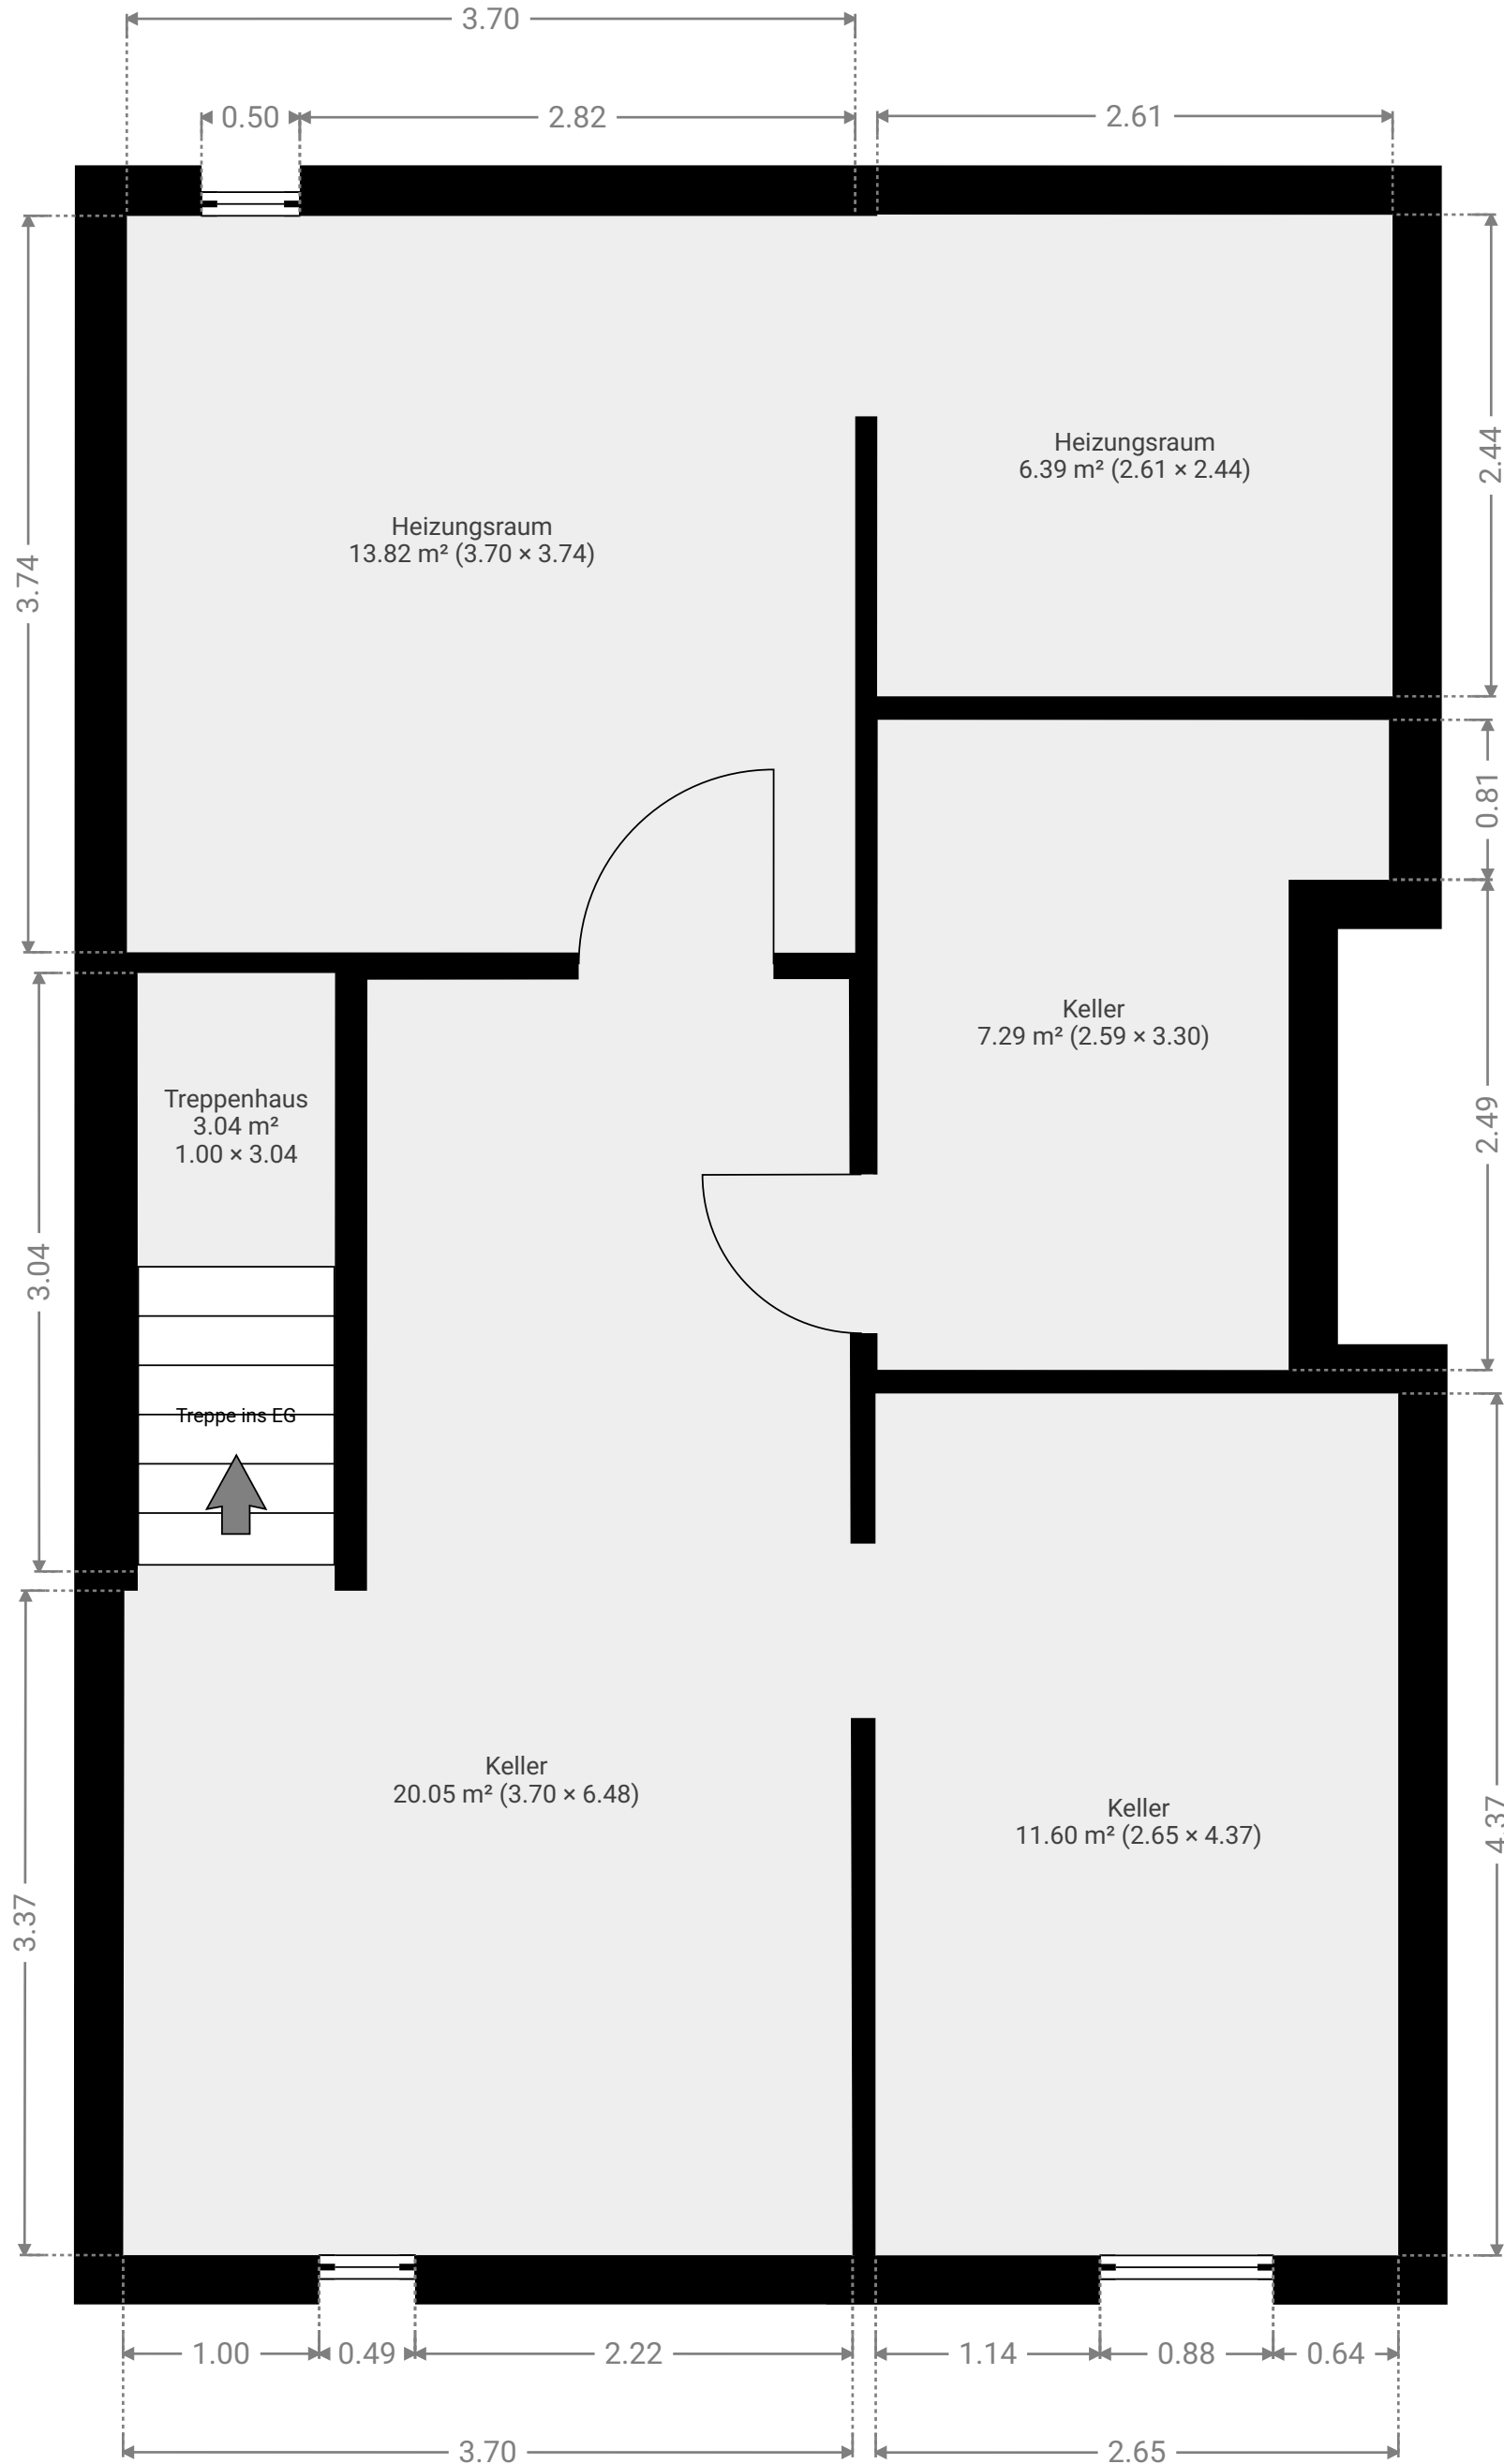 3.70
0.50
2.82
2.61
3.74
2.44
Heizungsraum
13.82 m² (3.70 × 3.74)
Heizungsraum
6.39 m² (2.61 × 2.44)
0.81
Keller
7.29 m² (2.59 × 3.30)
2.49
Treppenhaus
3.04 m²
1.00 × 3.04
3.04
Treppe ins EG
Keller
20.05 m² (3.70 × 6.48)
Keller
11.60 m² (2.65 × 4.37)
4.37
3.37
1.00
0.49
2.22
1.14
0.88
0.64
3.70
2.65